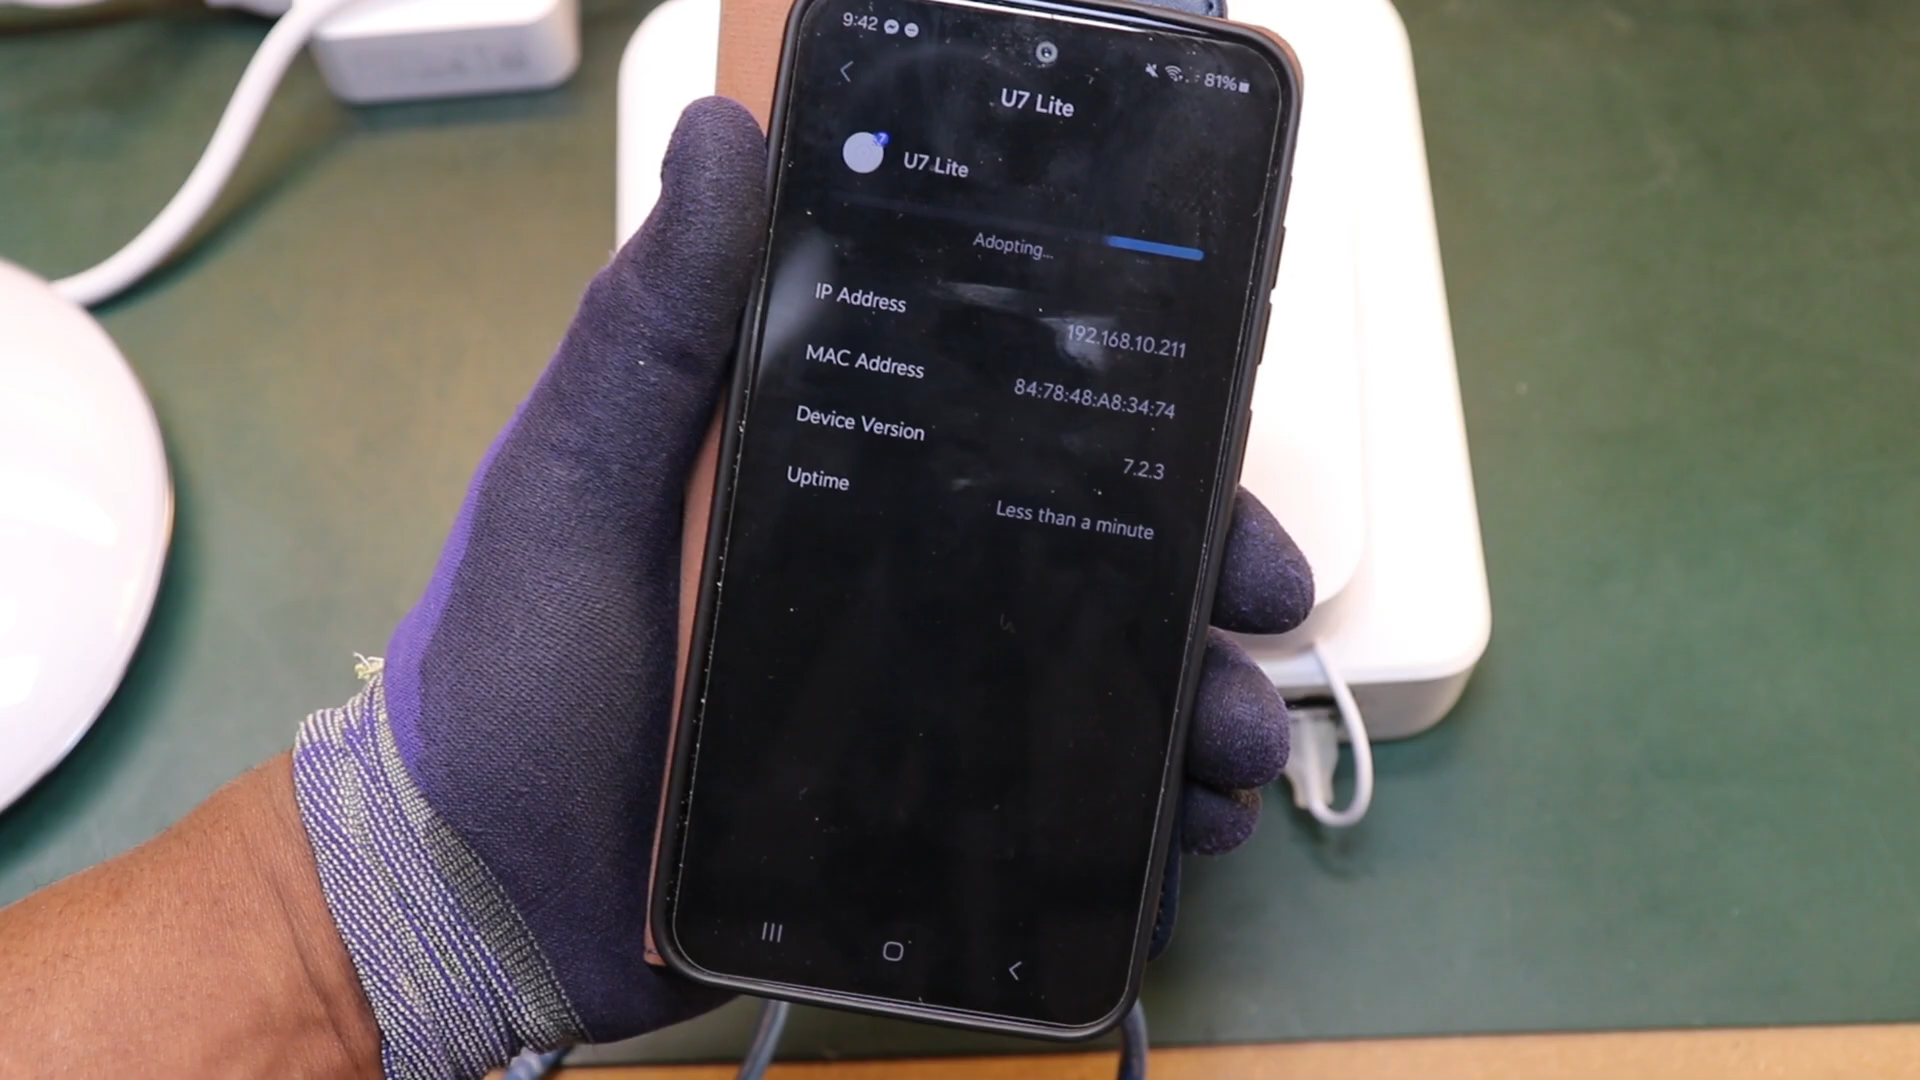 9:42
81%
U7 Lite
7
U7 Lite
Adopting...
IP Address
192.168.10.211
MAC Address
84:78:48:A8:34:74
Device Version
7.2.3
Uptime
Less than a minute